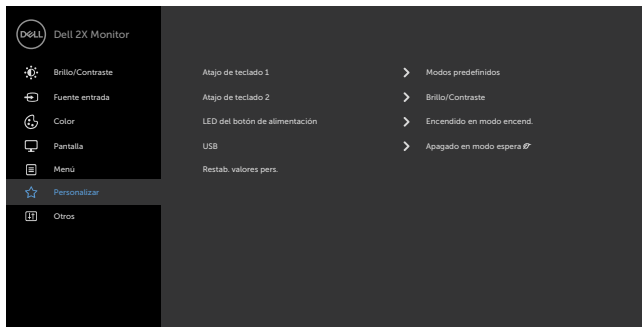 DELL Dell 2X Monitor
Brillo/Contraste
Fuente entrada
Color
Pantalla
Menú
Personalizar
Otros
Atajo de teclado 1 Modos predefinidos
Atajo de teclado 2 Brillo/Contraste
LED del botón de alimentación Encendido en modo encend.
USB Apagado en modo espera
Restab. valores pers.